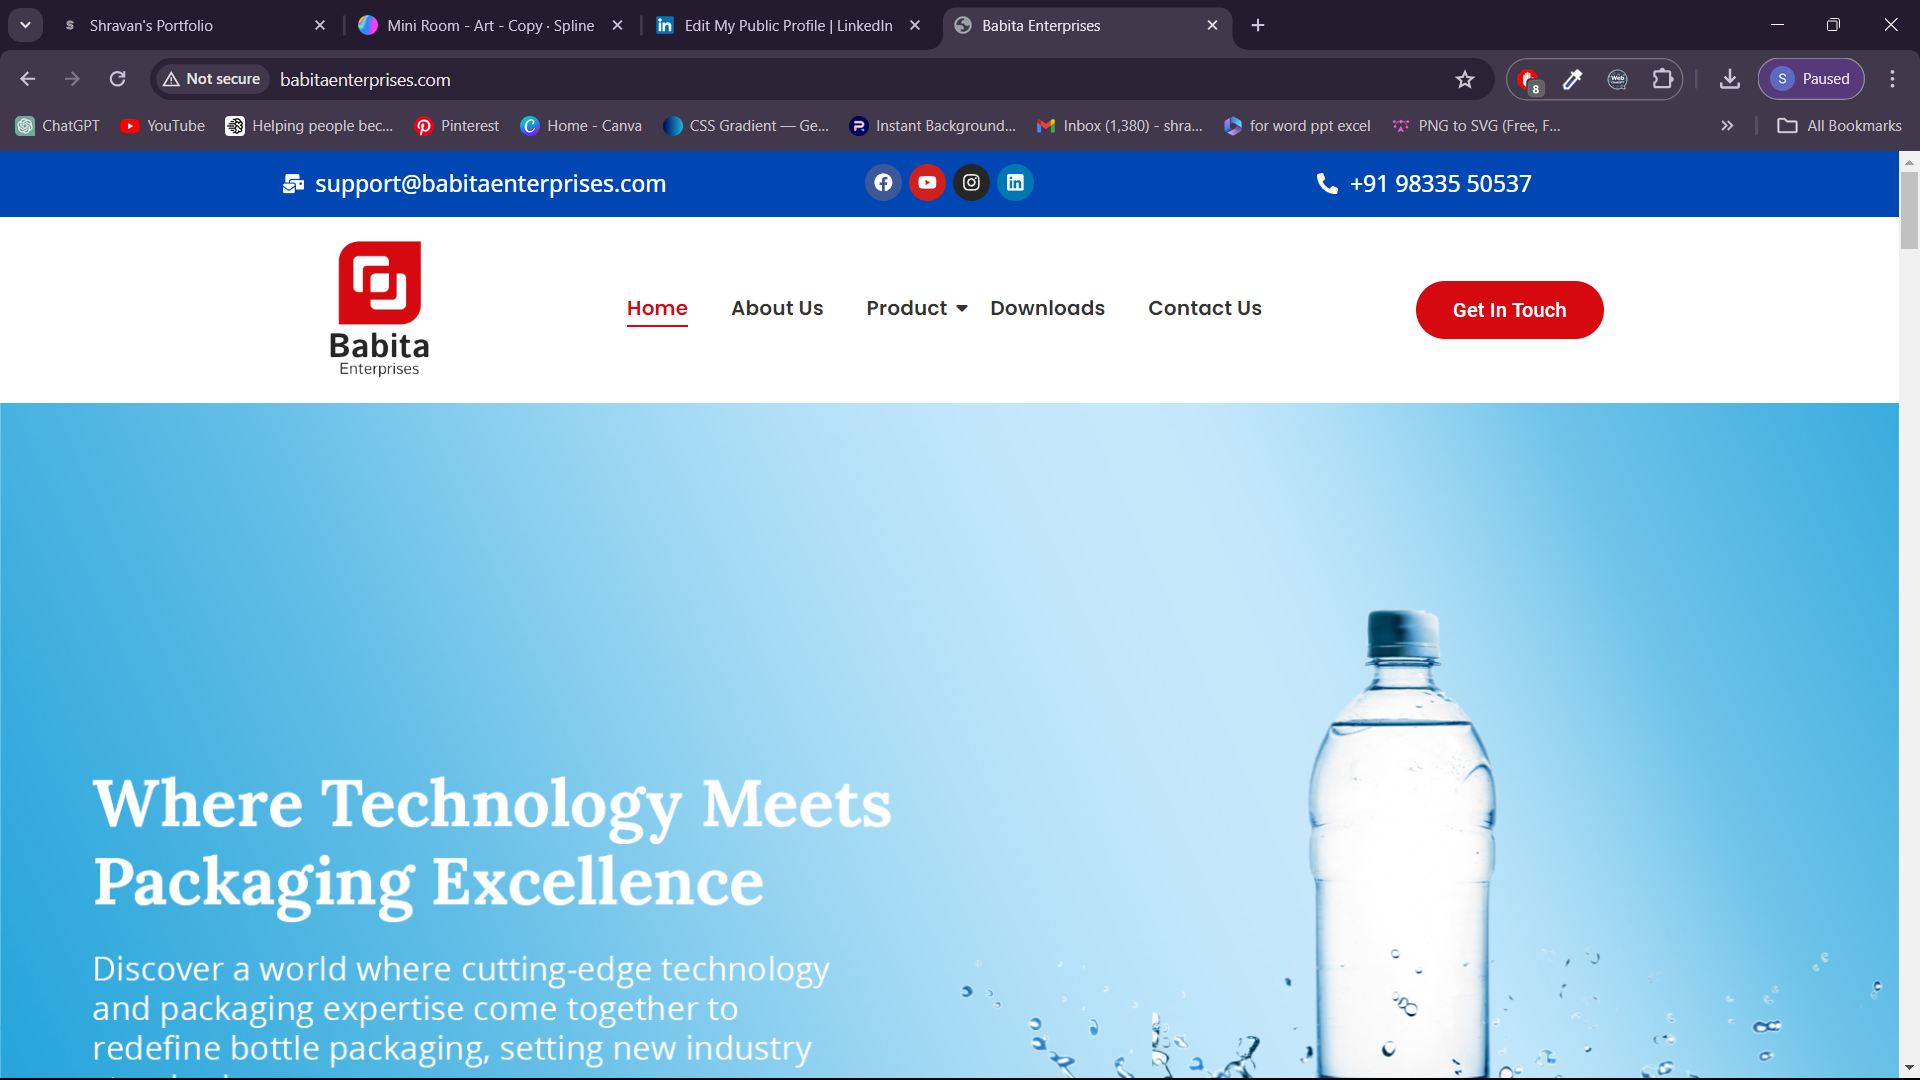 Shravan's Portfolio
Mini Room - Art - Copy · Spline
Edit My Public Profile | LinkedIn
Babita Enterprises
Not secure
babitaenterprises.com
8
S
Paused
ChatGPT
YouTube
Helping people bec...
Pinterest
Home - Canva
CSS Gradient — Ge...
Instant Background...
Inbox (1,380) - shra...
for word ppt excel
PNG to SVG (Free, F...
All Bookmarks
support@babitaenterprises.com
+91 98335 50537
Babita
Enterprises
Home
About Us
Product
Downloads
Contact Us
Get In Touch
Where Technology Meets
Packaging Excellence
Discover a world where cutting-edge technology
and packaging expertise come together to
redefine bottle packaging, setting new industry